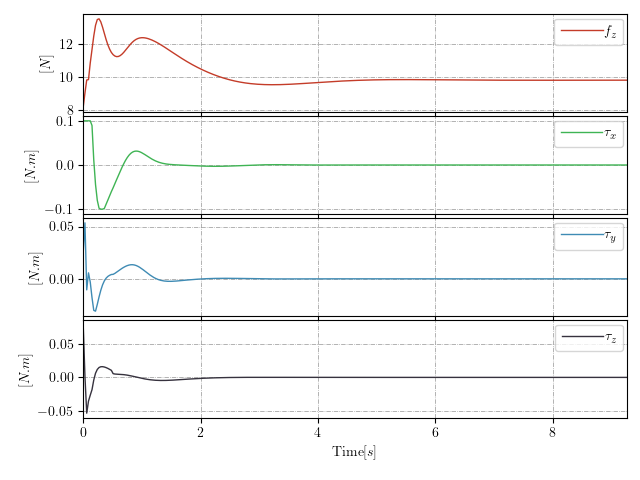 [N]
12
10
8
f_z
[N.m]
0.1
0.0
−0.1
τ_x
[N.m]
0.05
0.00
τ_y
[N.m]
0.05
0.00
−0.05
τ_z
0 2 4 6 8
Time[s]